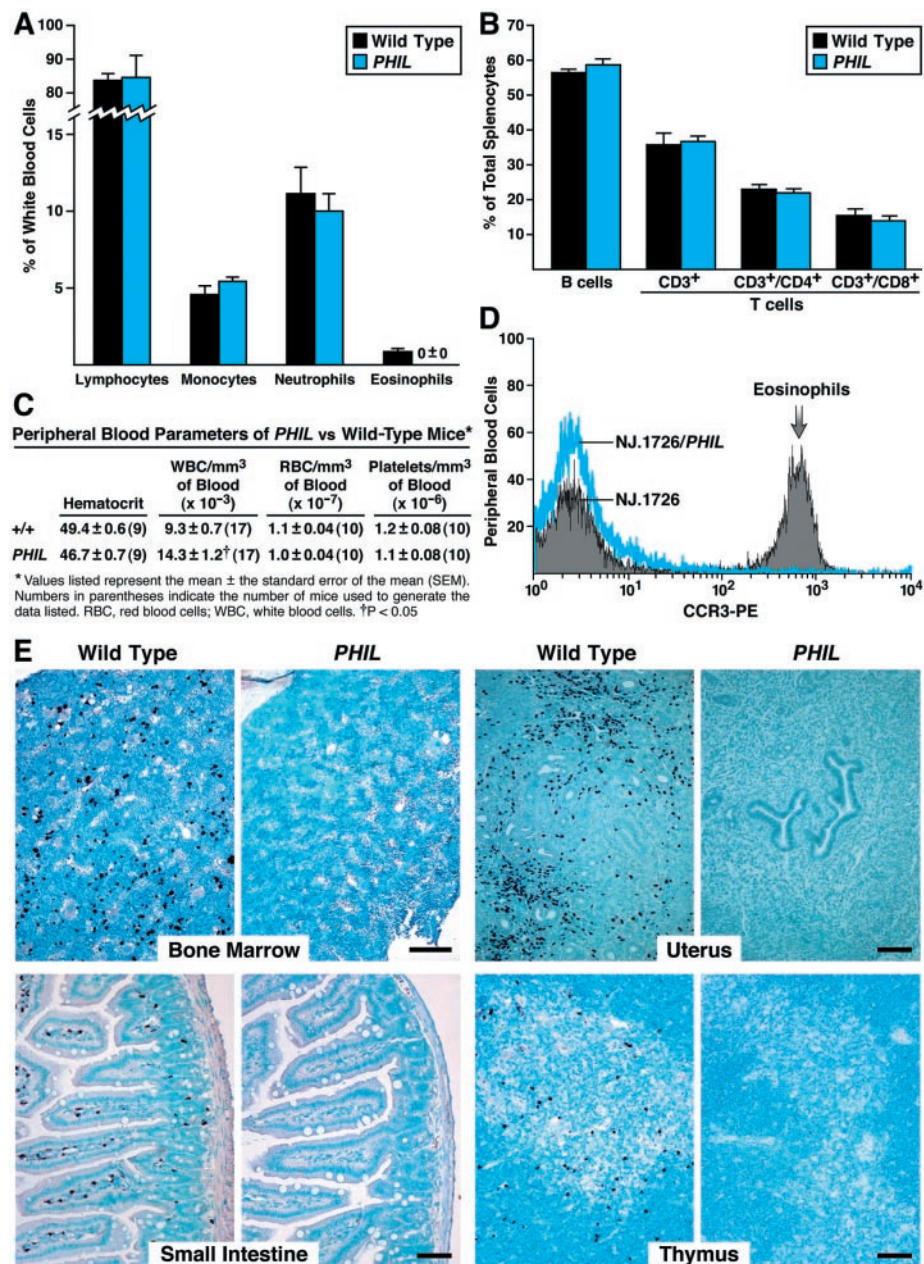 A
% of White Blood Cells
90
80
15
10
5
Wild Type
PHIL
0±0
Lymphocytes Monocytes Neutrophils Eosinophils
B
% of Total Splenocytes
60
50
40
30
20
10
Wild Type
PHIL
B cells CD3+ CD3+/CD4+ CD3+/CD8+
T cells
C
Peripheral Blood Parameters of PHIL vs Wild-Type Mice*
WBC/mm3 RBC/mm3 Platelets/mm3
of Blood of Blood of Blood
Hematocrit (x 10-3) (x 10-7) (x 10-6)
+/+ 49.4 ± 0.6 (9) 9.3 ± 0.7 (17) 1.1 ± 0.04 (10) 1.2 ± 0.08 (10)
PHIL 46.7 ± 0.7 (9) 14.3 ± 1.2† (17) 1.0 ± 0.04 (10) 1.1 ± 0.08 (10)
* Values listed represent the mean ± the standard error of the mean (SEM).
Numbers in parentheses indicate the number of mice used to generate the
data listed. RBC, red blood cells; WBC, white blood cells. †P < 0.05
D
Peripheral Blood Cells
100
80
60
40
20
Eosinophils
NJ.1726/PHIL
NJ.1726
100 101 102 103 104
CCR3-PE
E
Wild Type PHIL Wild Type PHIL
Bone Marrow Uterus
Small Intestine Thymus